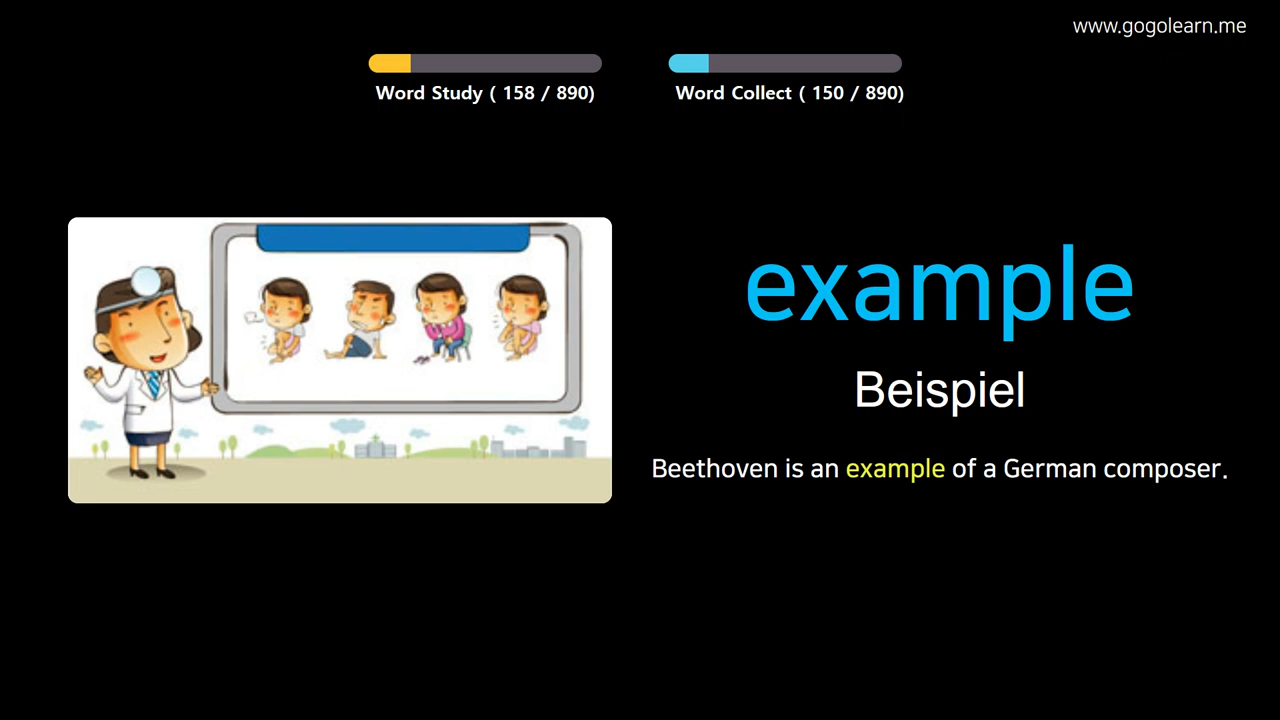 www.gogolearn.me
Word Study ( 158 / 890)
Word Collect ( 150 / 890)
example
Beispiel
Beethoven is an example of a German composer.